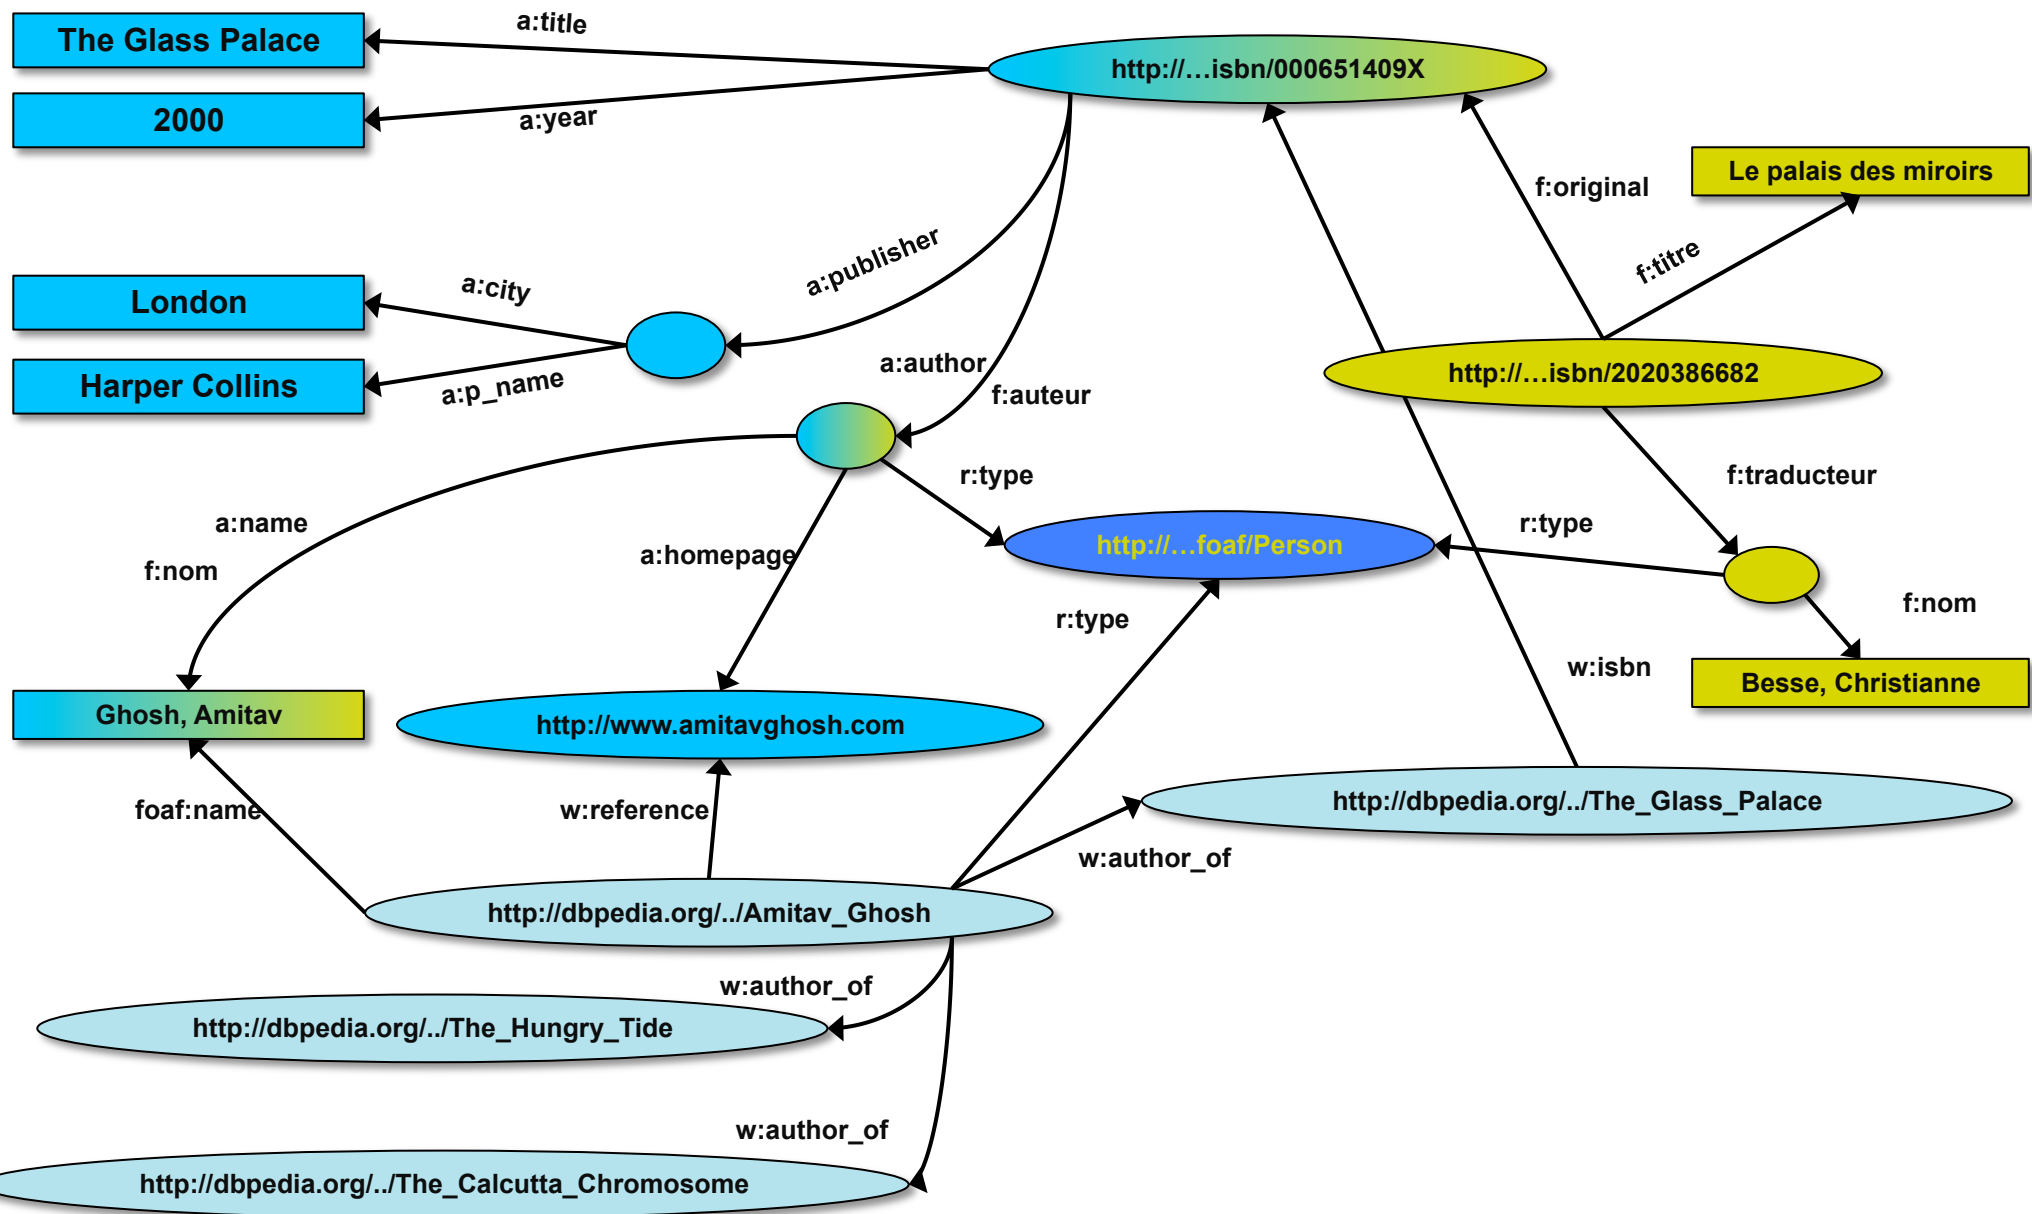 a:title
The Glass Palace
http://…isbn/000651409X
2000
a:year
Le palais des miroirs
f:original
a:publisher
f:titre
a:city
London
a:author
http://…isbn/2020386682
Harper Collins
a:p_name
f:auteur
r:type
f:traducteur
a:name
r:type
a:homepage
http://…foaf/Person
f:nom
f:nom
r:type
w:isbn
Besse, Christianne
Ghosh, Amitav
http://www.amitavghosh.com
http://dbpedia.org/../The_Glass_Palace
foaf:name
w:reference
w:author_of
http://dbpedia.org/../Amitav_Ghosh
w:author_of
http://dbpedia.org/../The_Hungry_Tide
w:author_of
http://dbpedia.org/../The_Calcutta_Chromosome